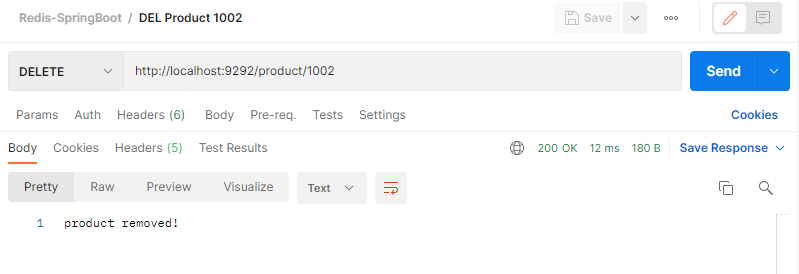 Redis-SpringBoot / DEL Product 1002 Save ooo
DELETE http://localhost:9292/product/1002 Send
Params Auth Headers (6) Body Pre-req. Tests Settings Cookies
Body Cookies Headers (5) Test Results 200 OK 12 ms 180 B Save Response
Pretty Raw Preview Visualize Text
1 product removed!